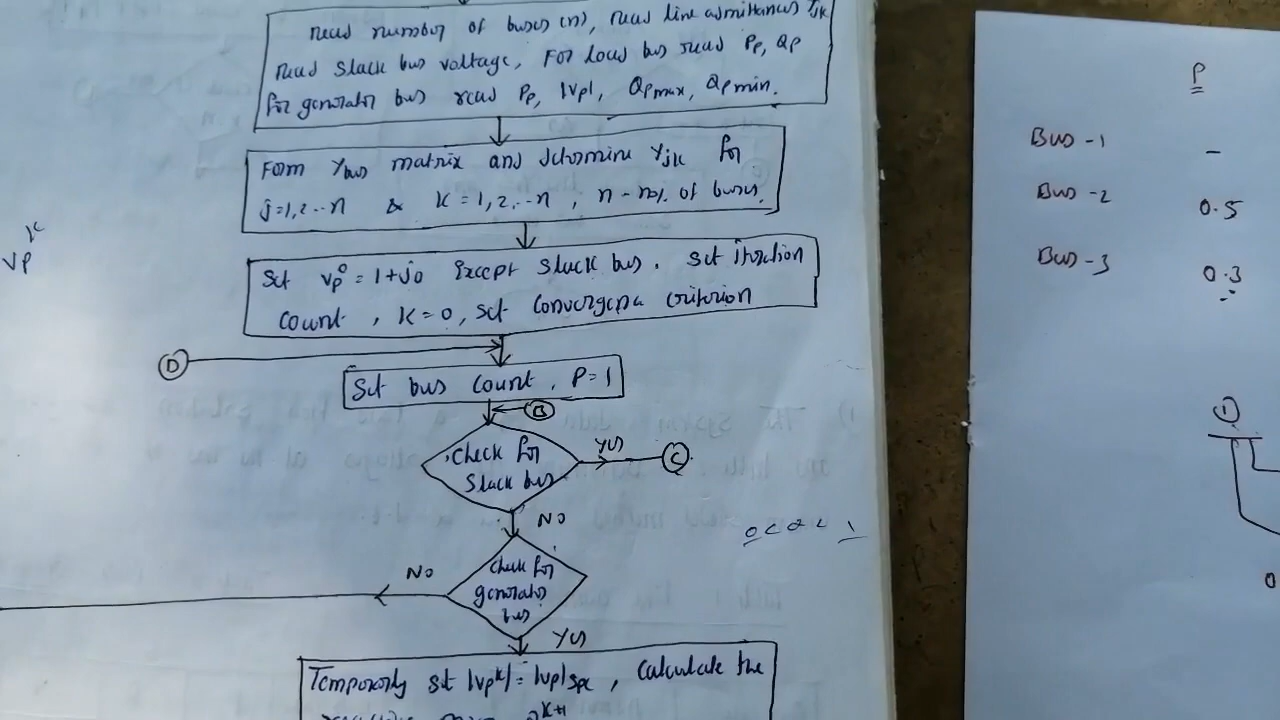 read number of buses (n), read line admittances Yjk
read slack bus voltage, For load bus read Pp, Qp
for generator bus read Pp, |Vp|, Qpmax, Qpmin.
Form Ybus matrix and determine Yjk for
j=1,2..n & K=1,2,..n, n-no. of buses.
Set Vp⁰ = 1+j0 Except slack bus. Set iteration
count, K=0, set Convergence criterion
Vp^K
D
Set bus count, P=1
B
Check for
slack bus
Yes
C
No
Check for
generator
bus
No
Yes
Temporarily set |Vp^K| = |Vp|spe, Calculate the
Q^K+1
P
Bus-1 -
Bus-2 0.5
Bus-3 0.3
1
0